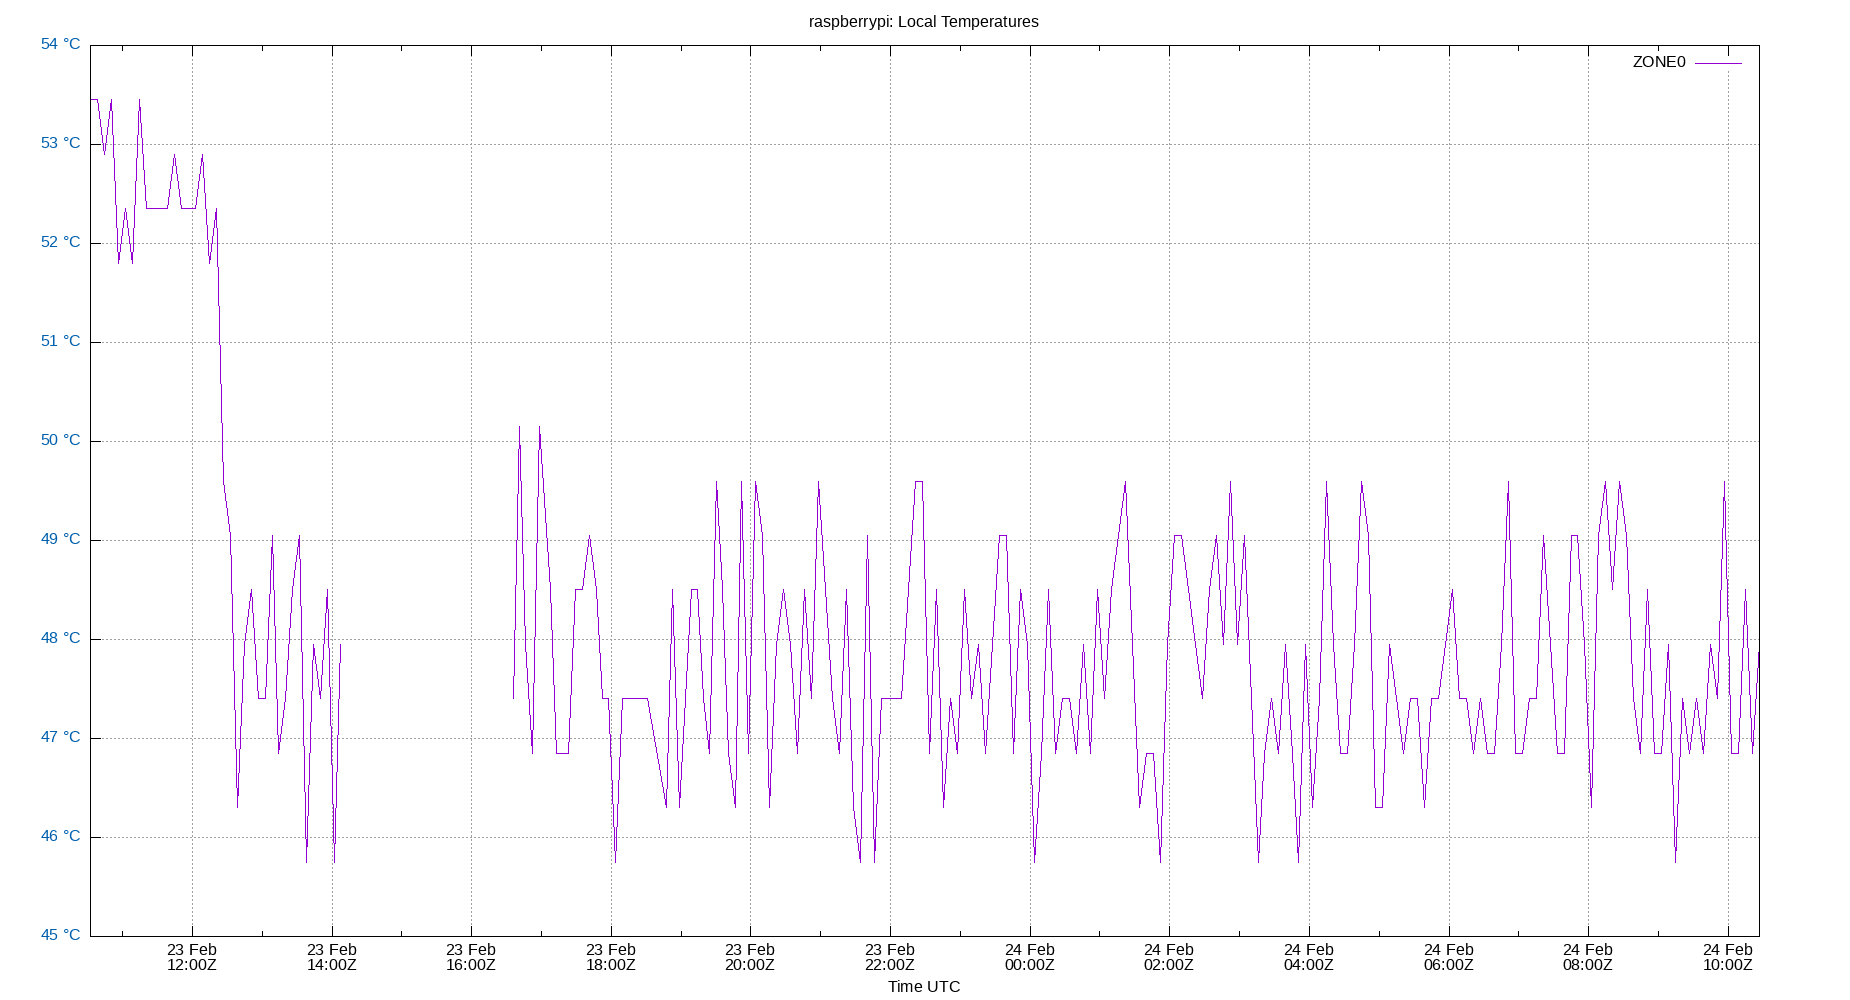 raspberrypi: Local Temperatures
54 °C
ZONE0
53 °C
52 °C
51 °C
50 °C
49 °C
48 °C
47 °C
46 °C
45 °C
23 Feb 23 Feb 23 Feb 23 Feb 23 Feb 23 Feb 24 Feb 24 Feb 24 Feb 24 Feb 24 Feb 24 Feb
12:00Z 14:00Z 16:00Z 18:00Z 20:00Z 22:00Z 00:00Z 02:00Z 04:00Z 06:00Z 08:00Z 10:00Z
Time UTC